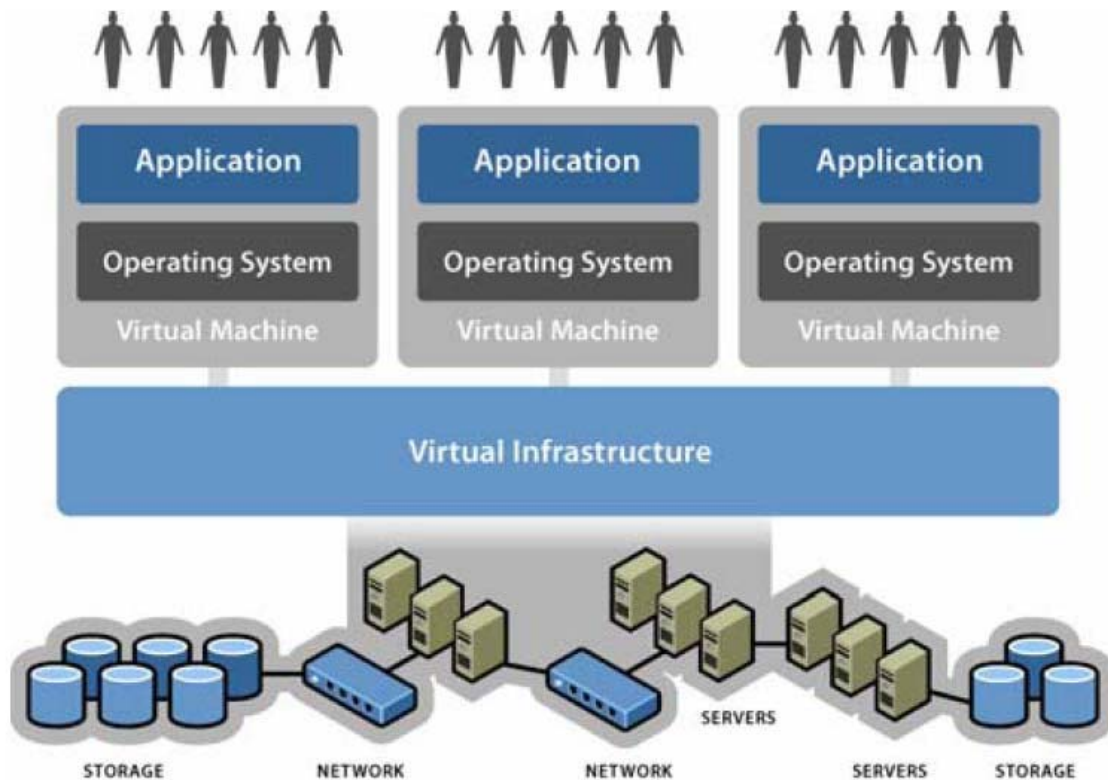 Application
Application
Application
Operating System
Operating System
Operating System
Virtual Machine
Virtual Machine
Virtual Machine
Virtual Infrastructure
SERVERS
STORAGE
NETWORK
NETWORK
SERVERS
STORAGE